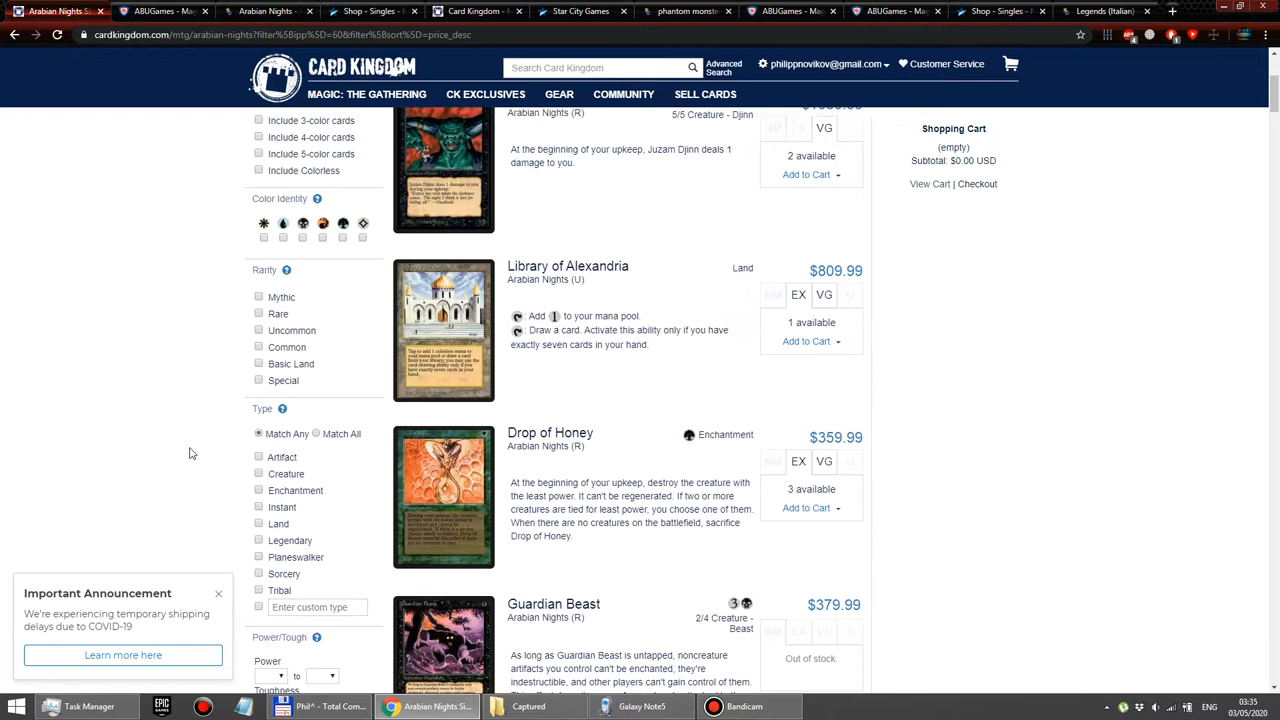 Arabian Nights Si
ABUGames - Mag
Arabian Nights - 
Shop - Singles - M
Card Kingdom - M
Star City Games
phantom monste
ABUGames - Mag
ABUGames - Mag
Shop - Singles - M
Legends (Italian)
cardkingdom.com/mtg/arabian-nights?filter%5Bipp%5D=60&filter%5Bsort%5D=price_desc
CARD KINGDOM
Search Card Kingdom
Advanced
Search
philippnovikov@gmail.com
Customer Service
MAGIC: THE GATHERING
CK EXCLUSIVES
GEAR
COMMUNITY
SELL CARDS
Include 3-color cards
Include 4-color cards
Include 5-color cards
Include Colorless
Color Identity ?
Rarity ?
Mythic
Rare
Uncommon
Common
Basic Land
Special
Type ?
Match Any Match All
Artifact
Creature
Enchantment
Instant
Land
Legendary
Planeswalker
Sorcery
Tribal
Enter custom type
Power/Tough ?
Power
to
Toughness
Arabian Nights (R)
5/5 Creature - Djinn
At the beginning of your upkeep, Juzam Djinn deals 1
damage to you.
VG
2 available
Add to Cart
Library of Alexandria
Land
Arabian Nights (U)
: Add 1 to your mana pool.
: Draw a card. Activate this ability only if you have
exactly seven cards in your hand.
$809.99
NM EX VG G
1 available
Add to Cart
Drop of Honey
Enchantment
Arabian Nights (R)
At the beginning of your upkeep, destroy the creature with
the least power. It can't be regenerated. If two or more
creatures are tied for least power, you choose one of them.
When there are no creatures on the battlefield, sacrifice
Drop of Honey.
$359.99
NM EX VG G
3 available
Add to Cart
Guardian Beast
3
Arabian Nights (R)
2/4 Creature -
Beast
As long as Guardian Beast is untapped, noncreature
artifacts you control can't be enchanted, they're
indestructible, and other players can't gain control of them.
$379.99
NM EX VG G
Out of stock.
Shopping Cart
(empty)
Subtotal: $0.00 USD
View Cart | Checkout
Important Announcement
We're experiencing temporary shipping
delays due to COVID-19
Learn more here
Task Manager
EPIC
GAMES
Phil^ - Total Com...
Arabian Nights Si...
Captured
Galaxy Note5
Bandicam
ENG
03:35
03/05/2020